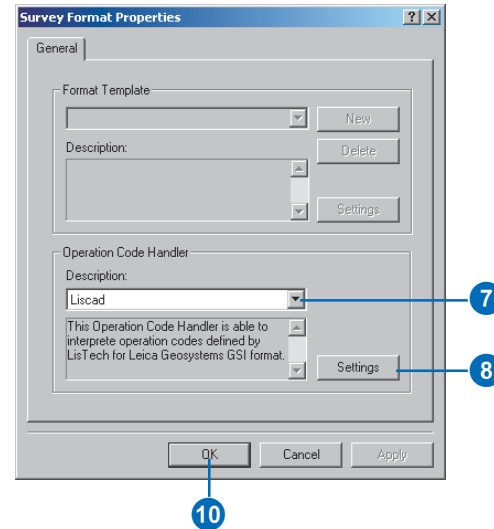 Survey Format Properties
General
Format Template
New
Description:
Delete
Settings
Operation Code Handler
Description:
Liscad
7
This Operation Code Handler is able to
interprete operation codes defined by
LisTech for Leica Geosystems GSI format.
Settings
8
OK
Cancel
Apply
10